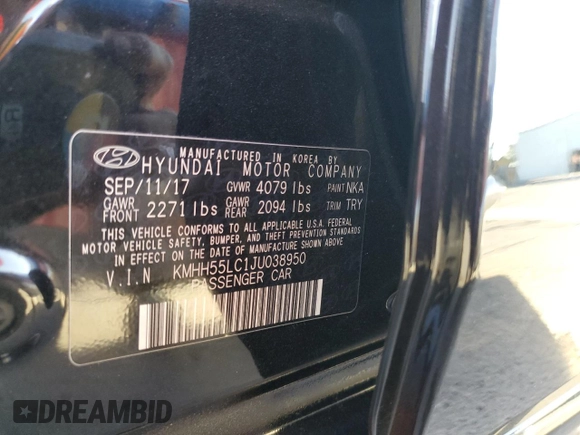 MANUFACTURED IN KOREA BY
HYUNDAI MOTOR COMPANY
SEP/11/17 GVWR 4079 lbs PAINT NKA
GAWR FRONT 2271 lbs GAWR REAR 2094 lbs TRIM TRY
THIS VEHICLE CONFORMS TO ALL APPLICABLE U.S.A. FEDERAL
MOTOR VEHICLE SAFETY, BUMPER, AND THEFT PREVENTION STANDARDS
IN EFFECT ON THE DATE OF MANUFACTURE SHOWN ABOVE
V.I.N KMHH55LC1JU038950
PASSENGER CAR
DREAMBID